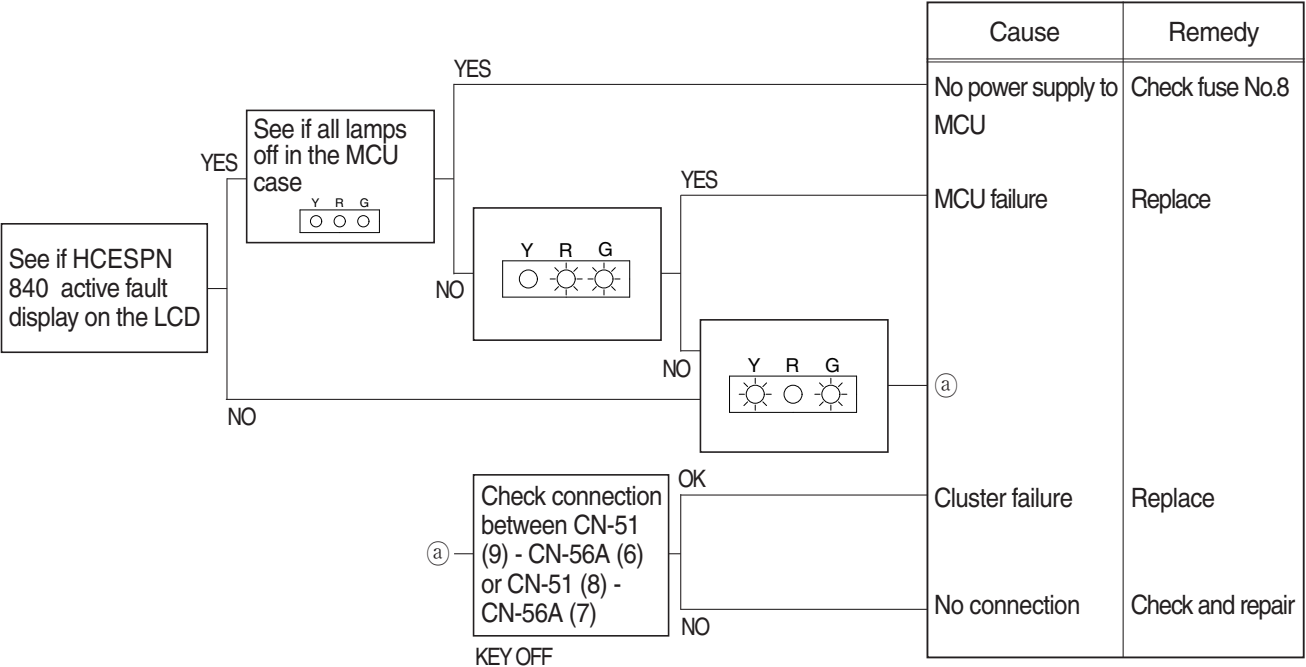 Cause
Remedy
YES
No power supply to
MCU
Check fuse No.8
See if all lamps
off in the MCU
case
Y R G
YES
YES
MCU failure
Replace
NO
Y R G
See if HCESPN
840 active fault
display on the LCD
NO
Y R G
ⓐ
NO
OK
Check connection
between CN-51
(9) - CN-56A (6)
or CN-51 (8) -
CN-56A (7)
ⓐ
Cluster failure
Replace
No connection
Check and repair
NO
KEY OFF